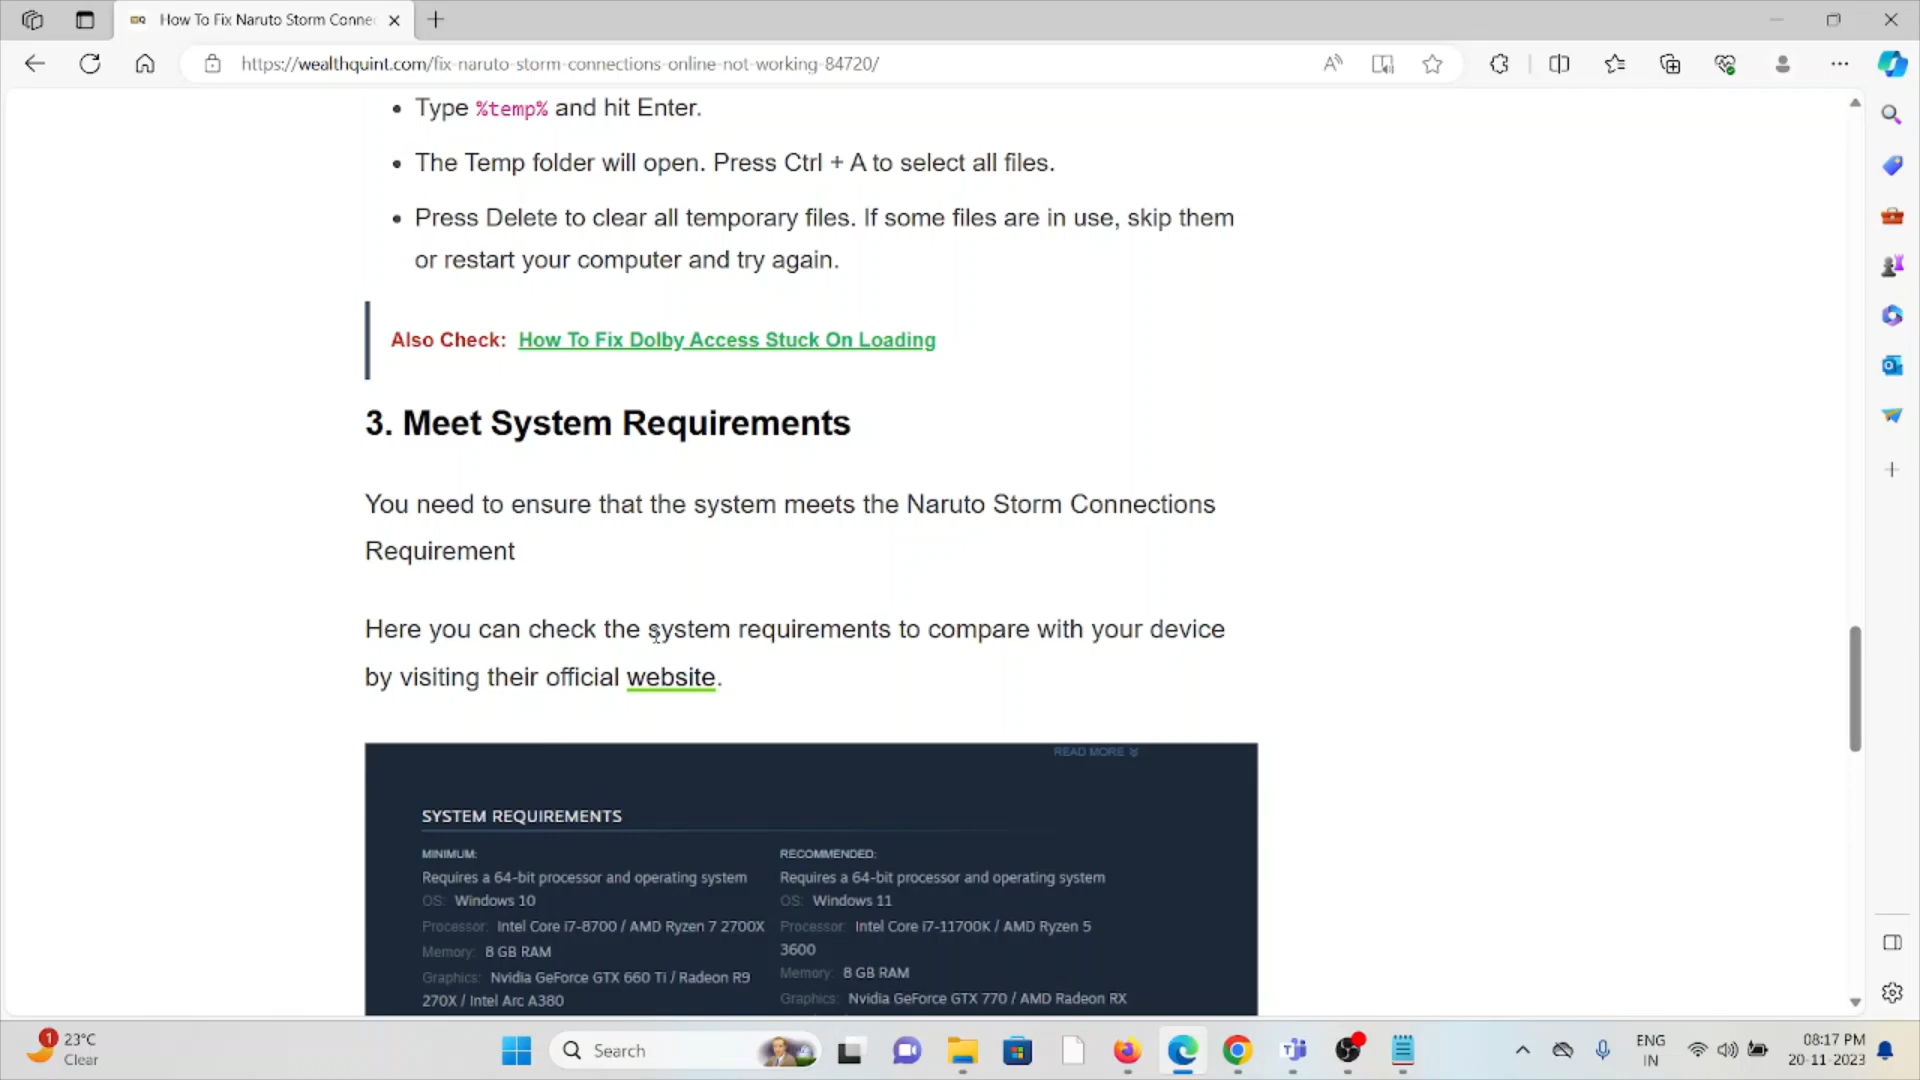 How To Fix Naruto Storm Connec
https://wealthquint.com/fix-naruto-storm-connections-online-not-working-84720/
Type %temp% and hit Enter.
The Temp folder will open. Press Ctrl + A to select all files.
Press Delete to clear all temporary files. If some files are in use, skip them
or restart your computer and try again.
Also Check: How To Fix Dolby Access Stuck On Loading
3. Meet System Requirements
You need to ensure that the system meets the Naruto Storm Connections
Requirement
Here you can check the system requirements to compare with your device
by visiting their official website.
READ MORE
SYSTEM REQUIREMENTS
MINIMUM:
Requires a 64-bit processor and operating system
OS: Windows 10
Processor: Intel Core i7-8700 / AMD Ryzen 7 2700X
Memory: 8 GB RAM
Graphics: Nvidia GeForce GTX 660 Ti / Radeon R9
270X / Intel Arc A380
RECOMMENDED:
Requires a 64-bit processor and operating system
OS: Windows 11
Processor: Intel Core i7-11700K / AMD Ryzen 5
3600
Memory: 8 GB RAM
Graphics: Nvidia GeForce GTX 770 / AMD Radeon RX
1
23°C
Clear
Search
ENG
IN
08:17 PM
20-11-2023